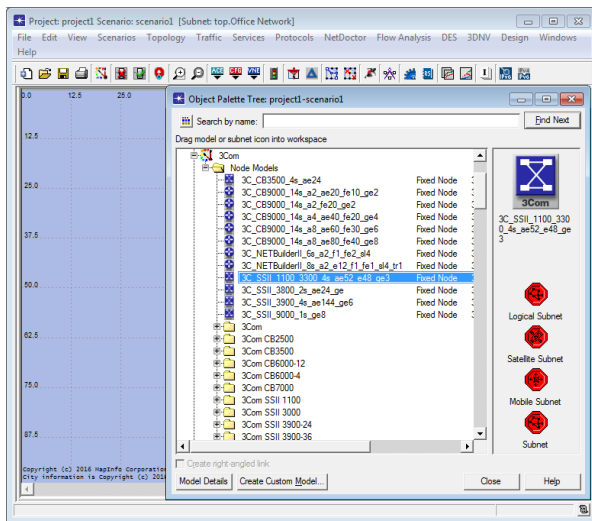 Project: project1 Scenario: scenario1 [Subnet: top.Office Network]
File Edit View Scenarios Topology Traffic Services Protocols NetDoctor Flow Analysis DES 3DNV Design Windows
Help
0.0 12.5 25.0
12.5
25.0
37.5
50.0
62.5
75.0
87.5
Copyright (c) 2016 MapInfo Corporation
City information is Copyright (c) 201
Object Palette Tree: project1-scenario1
Search by name:
Find Next
Drag model or subnet icon into workspace
3Com
Node Models
3C_CB3500_4s_ae24 Fixed Node
3C_CB9000_14s_a2_ae20_fe10_ge2 Fixed Node
3C_CB9000_14s_a2_fe20_ge2 Fixed Node
3C_CB9000_14s_a4_ae40_fe20_ge4 Fixed Node
3C_CB9000_14s_a8_ae60_fe30_ge6 Fixed Node
3C_CB9000_14s_a8_ae80_fe40_ge8 Fixed Node
3C_NETBuilderII_6s_a2_f1_fe2_sl4 Fixed Node
3C_NETBuilderII_8s_a2_e12_f1_fe1_sl4_tr1 Fixed Node
3C_SSII_1100_3300_4s_ae52_e48_ge3 Fixed Node
3C_SSII_3800_2s_ae24_ge Fixed Node
3C_SSII_3900_4s_ae144_ge6 Fixed Node
3C_SSII_9000_1s_ge8 Fixed Node
3Com
3Com CB2500
3Com CB3500
3Com CB6000-12
3Com CB6000-4
3Com CB7000
3Com SSII 1100
3Com SSII 3000
3Com SSII 3900-24
3Com SSII 3900-36
3Com
3C_SSII_1100_330
0_4s_ae52_e48_ge
3
Logical Subnet
Satellite Subnet
Mobile Subnet
Subnet
Create right-angled link
Model Details
Create Custom Model...
Close
Help